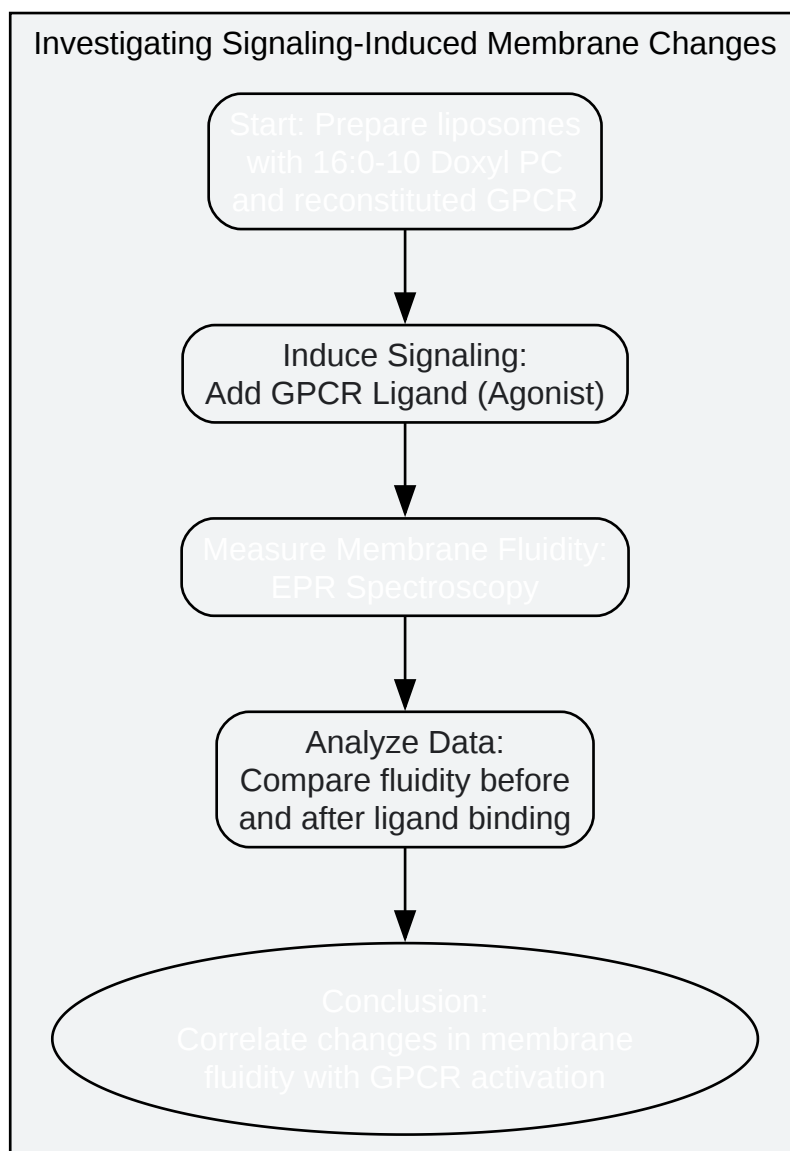 Investigating Signaling-Induced Membrane Changes
Start: Prepare liposomes
with 16:0-10 Doxyl PC
and reconstituted GPCR
Induce Signaling:
Add GPCR Ligand (Agonist)
Measure Membrane Fluidity:
EPR Spectroscopy
Analyze Data:
Compare fluidity before
and after ligand binding
Conclusion:
Correlate changes in membrane
fluidity with GPCR activation